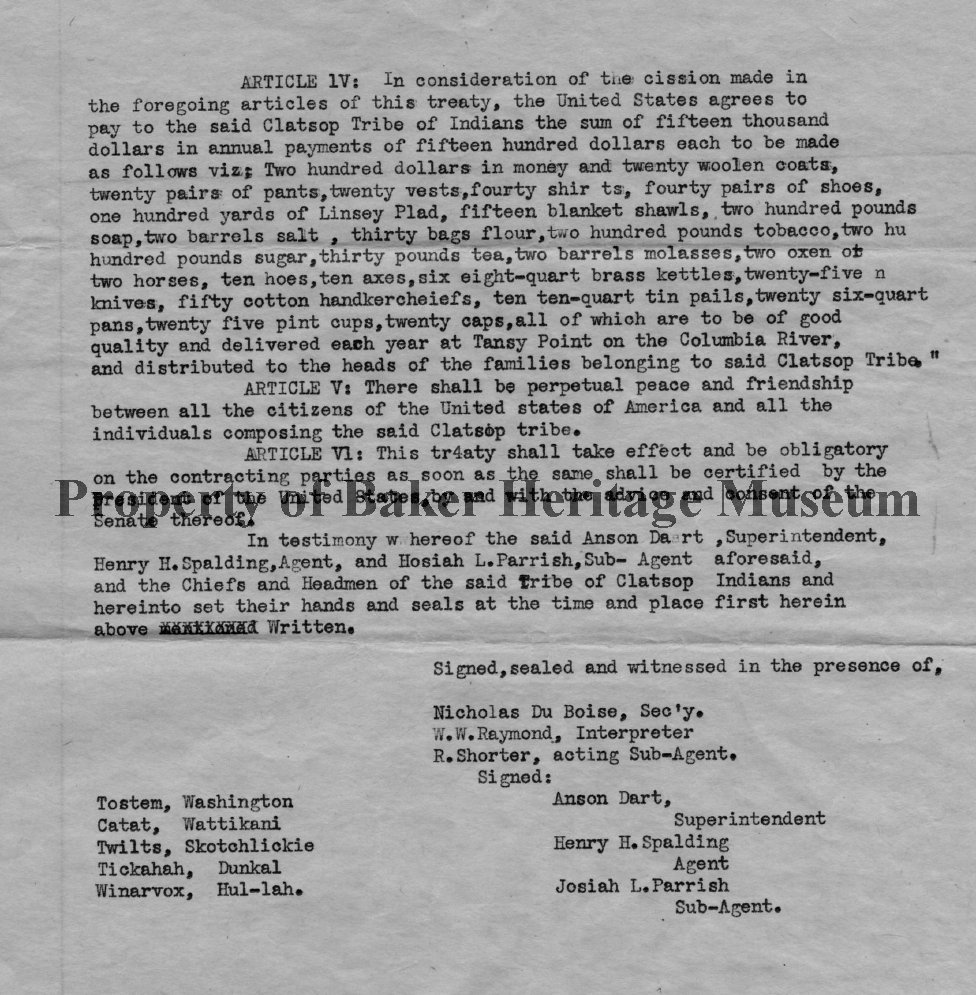 ARTICLE 1V: In consideration of the cission made in
the foregoing articles of this treaty, the United States agrees to
pay to the said Clatsop Tribe of Indians the sum of fifteen thousand
dollars in annual payments of fifteen hundred dollars each to be made
as follows viz; Two hundred dollars in money and twenty woolen coats,
twenty pairs of pants,twenty vests,fourty shir ts, fourty pairs of shoes,
one hundred yards of Linsey Plad, fifteen blanket shawls, two hundred pounds
soap,two barrels salt , thirty bags flour,two hundred pounds tobacco,two hu
hundred pounds sugar,thirty pounds tea,two barrels molasses,two oxen ot
two horses, ten hoes,ten axes,six eight-quart brass kettles,twenty-five n
knives, fifty cotton handkercheiefs, ten ten-quart tin pails,twenty six-quart
pans,twenty five pint cups,twenty caps,all of which are to be of good
quality and delivered each year at Tansy Point on the Columbia River,
and distributed to the heads of the families belonging to said Clatsop Tribe."
ARTICLE V: There shall be perpetual peace and friendship
between all the citizens of the United states of America and all the
individuals composing the said Clatsop tribe.
ARTICLE V1: This tr4aty shall take effect and be obligatory
on the contracting parties as soon as the same shall be certified by the
president of the United States,by and with the advice and consent of the
Property of Baker Heritage Museum
Senate thereof.
In testimony w hereof the said Anson Da rt ,Superintendent,
Henry H.Spalding,Agent, and Hosiah L.Parrish,Sub- Agent aforesaid,
and the Chiefs and Headmen of the said Tribe of Clatsop Indians and
hereinto set their hands and seals at the time and place first herein
above mentioned Written.
Signed,sealed and witnessed in the presence of,
Nicholas Du Boise, Sec'y.
W.W.Raymond, Interpreter
R.Shorter, acting Sub-Agent.
Signed:
Tostem, Washington
Catat, Wattikani
Twilts, Skotchlickie
Tickahah, Dunkal
Winarvox, Hul-lah.
Anson Dart,
Superintendent
Henry H.Spalding
Agent
Josiah L.Parrish
Sub-Agent.